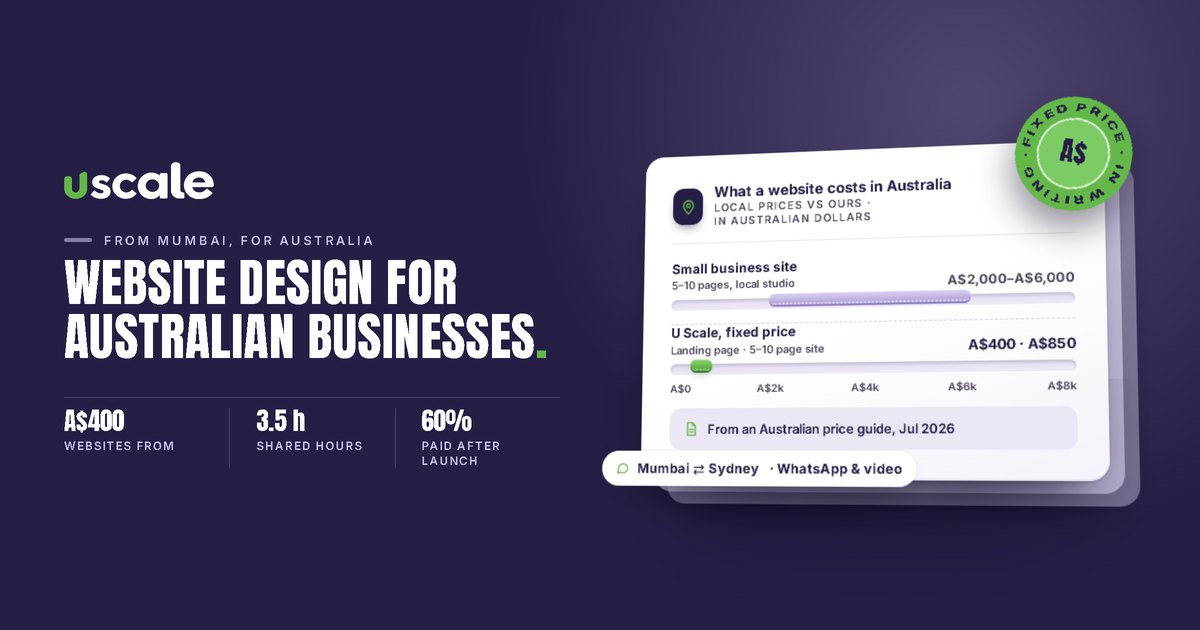 uscale
FROM MUMBAI, FOR AUSTRALIA
WEBSITE DESIGN FOR
AUSTRALIAN BUSINESSES.
A$400
WEBSITES FROM
3.5 h
SHARED HOURS
60%
PAID AFTER
LAUNCH
FIXED PRICE · IN WRITING ·
A$
What a website costs in Australia
LOCAL PRICES VS OURS ·
IN AUSTRALIAN DOLLARS
Small business site
5–10 pages, local studio
A$2,000–A$6,000
U Scale, fixed price
Landing page · 5–10 page site
A$400 · A$850
A$0 A$2k A$4k A$6k A$8k
From an Australian price guide, Jul 2026
Mumbai ⇄ Sydney · WhatsApp & video